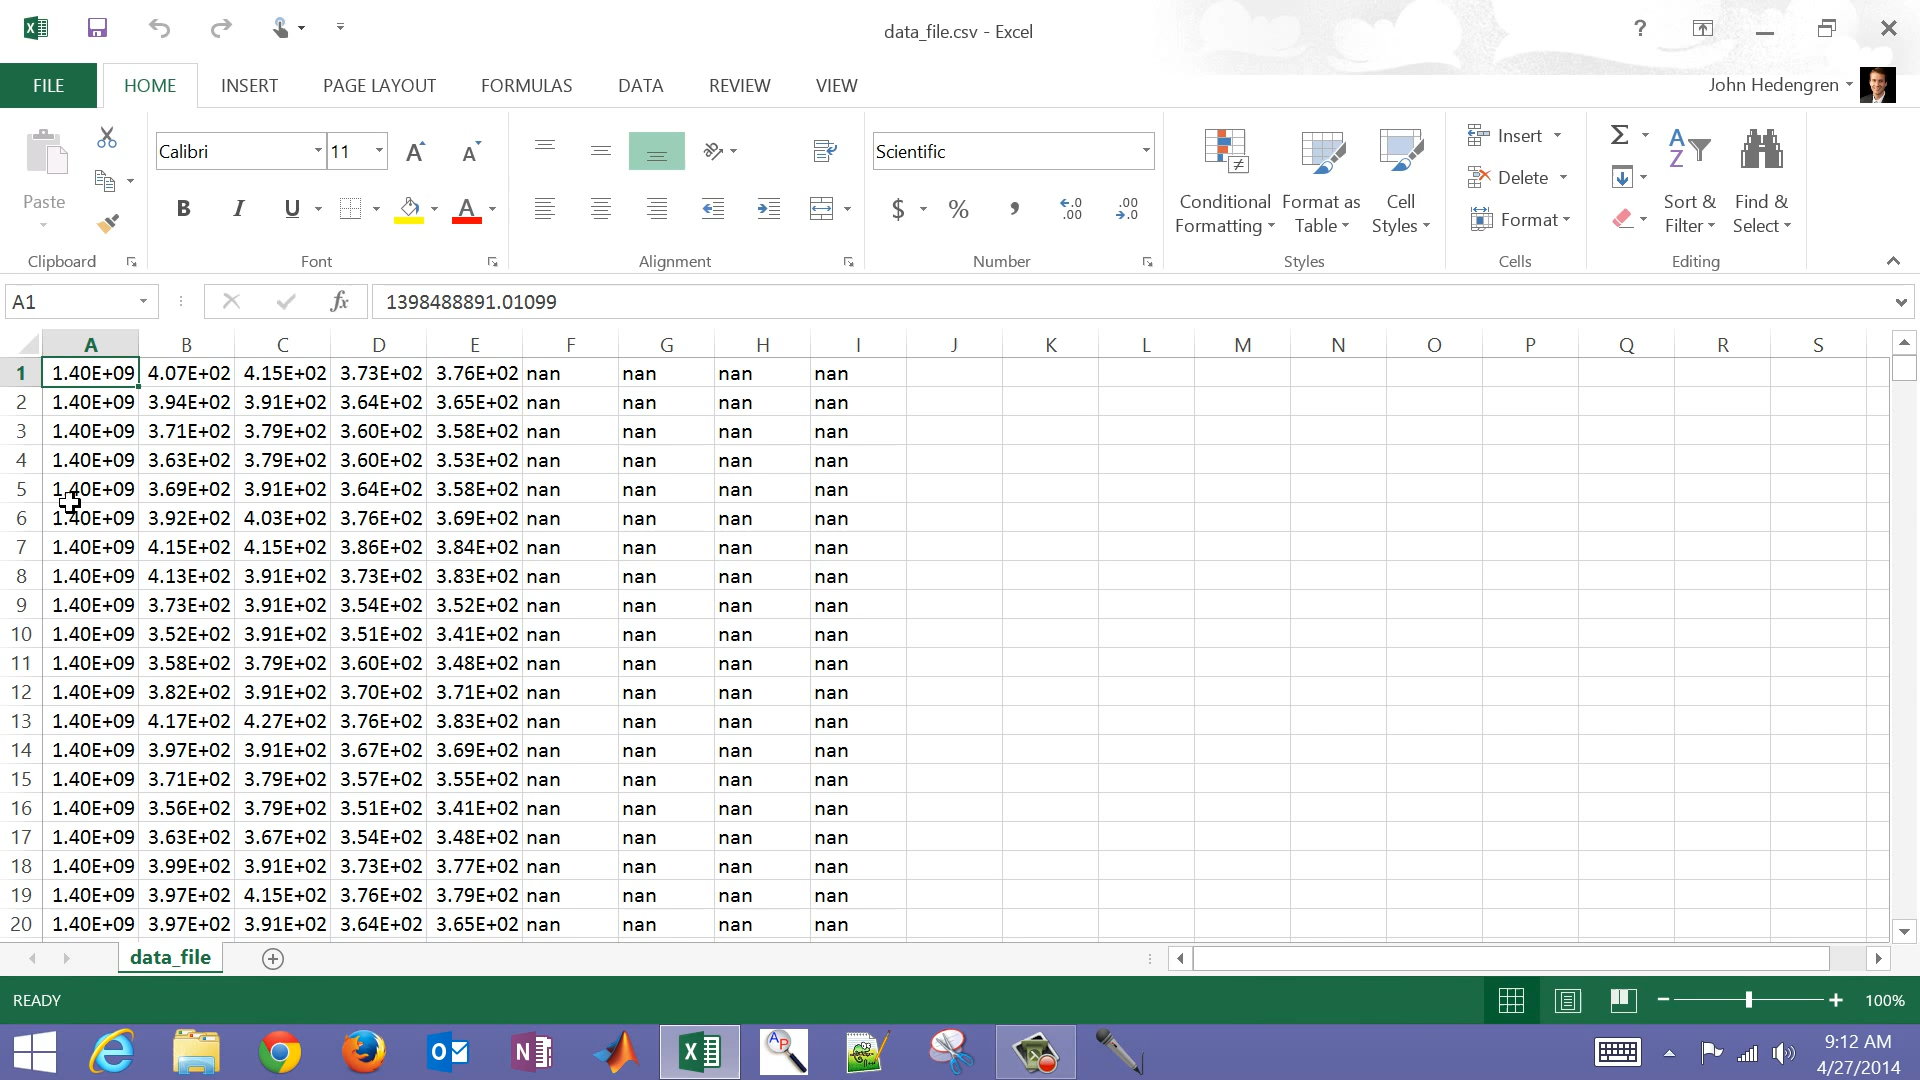 data_file.csv - Excel
?
FILE HOME INSERT PAGE LAYOUT FORMULAS DATA REVIEW VIEW John Hedengren
Paste
Calibri 11
B I U A
Scientific
$ % , .0 .00 .00 .0
Conditional Formatting
Format as Table
Cell Styles
Insert
Delete
Format
Σ
A Z
Sort & Filter
Find & Select
Clipboard Font Alignment Number Styles Cells Editing
A1 fx 1398488891.01099
A B C D E F G H I J K L M N O P Q R S
1 1.40E+09 4.07E+02 4.15E+02 3.73E+02 3.76E+02 nan nan nan nan
2 1.40E+09 3.94E+02 3.91E+02 3.64E+02 3.65E+02 nan nan nan nan
3 1.40E+09 3.71E+02 3.79E+02 3.60E+02 3.58E+02 nan nan nan nan
4 1.40E+09 3.63E+02 3.79E+02 3.60E+02 3.53E+02 nan nan nan nan
5 1.40E+09 3.69E+02 3.91E+02 3.64E+02 3.58E+02 nan nan nan nan
6 1.40E+09 3.92E+02 4.03E+02 3.76E+02 3.69E+02 nan nan nan nan
7 1.40E+09 4.15E+02 4.15E+02 3.86E+02 3.84E+02 nan nan nan nan
8 1.40E+09 4.13E+02 3.91E+02 3.73E+02 3.83E+02 nan nan nan nan
9 1.40E+09 3.73E+02 3.91E+02 3.54E+02 3.52E+02 nan nan nan nan
10 1.40E+09 3.52E+02 3.91E+02 3.51E+02 3.41E+02 nan nan nan nan
11 1.40E+09 3.58E+02 3.79E+02 3.60E+02 3.48E+02 nan nan nan nan
12 1.40E+09 3.82E+02 3.91E+02 3.70E+02 3.71E+02 nan nan nan nan
13 1.40E+09 4.17E+02 4.27E+02 3.76E+02 3.83E+02 nan nan nan nan
14 1.40E+09 3.97E+02 3.91E+02 3.67E+02 3.69E+02 nan nan nan nan
15 1.40E+09 3.71E+02 3.79E+02 3.57E+02 3.55E+02 nan nan nan nan
16 1.40E+09 3.56E+02 3.79E+02 3.51E+02 3.41E+02 nan nan nan nan
17 1.40E+09 3.63E+02 3.67E+02 3.54E+02 3.48E+02 nan nan nan nan
18 1.40E+09 3.99E+02 3.91E+02 3.73E+02 3.77E+02 nan nan nan nan
19 1.40E+09 3.97E+02 4.15E+02 3.76E+02 3.79E+02 nan nan nan nan
20 1.40E+09 3.97E+02 3.91E+02 3.64E+02 3.65E+02 nan nan nan nan
data_file
READY 100%
9:12 AM
4/27/2014